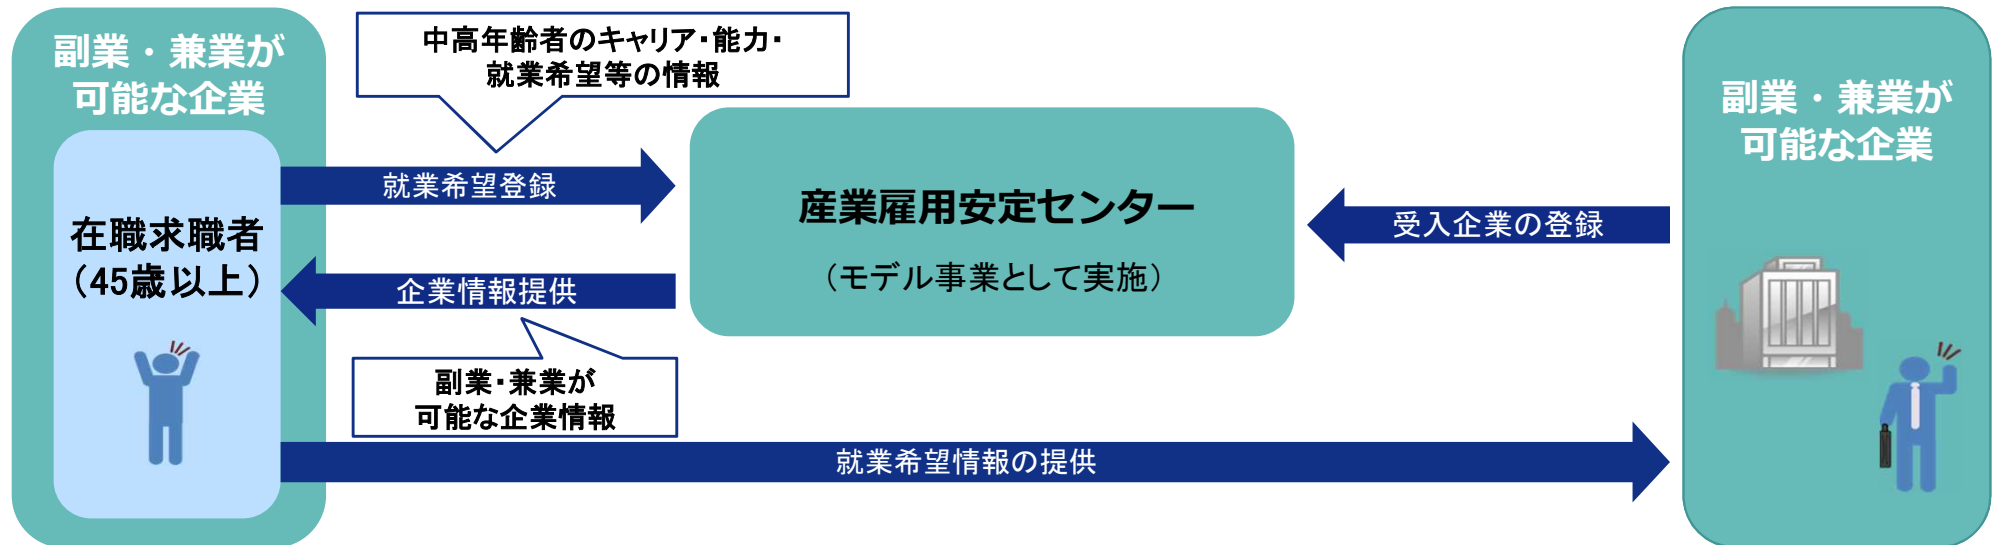 副業・兼業が
可能な企業
在職求職者
（45歳以上）
中高年齢者のキャリア・能力・
就業希望等の情報
就業希望登録
企業情報提供
副業・兼業が
可能な企業情報
産業雇用安定センター
（モデル事業として実施）
受入企業の登録
就業希望情報の提供
副業・兼業が
可能な企業